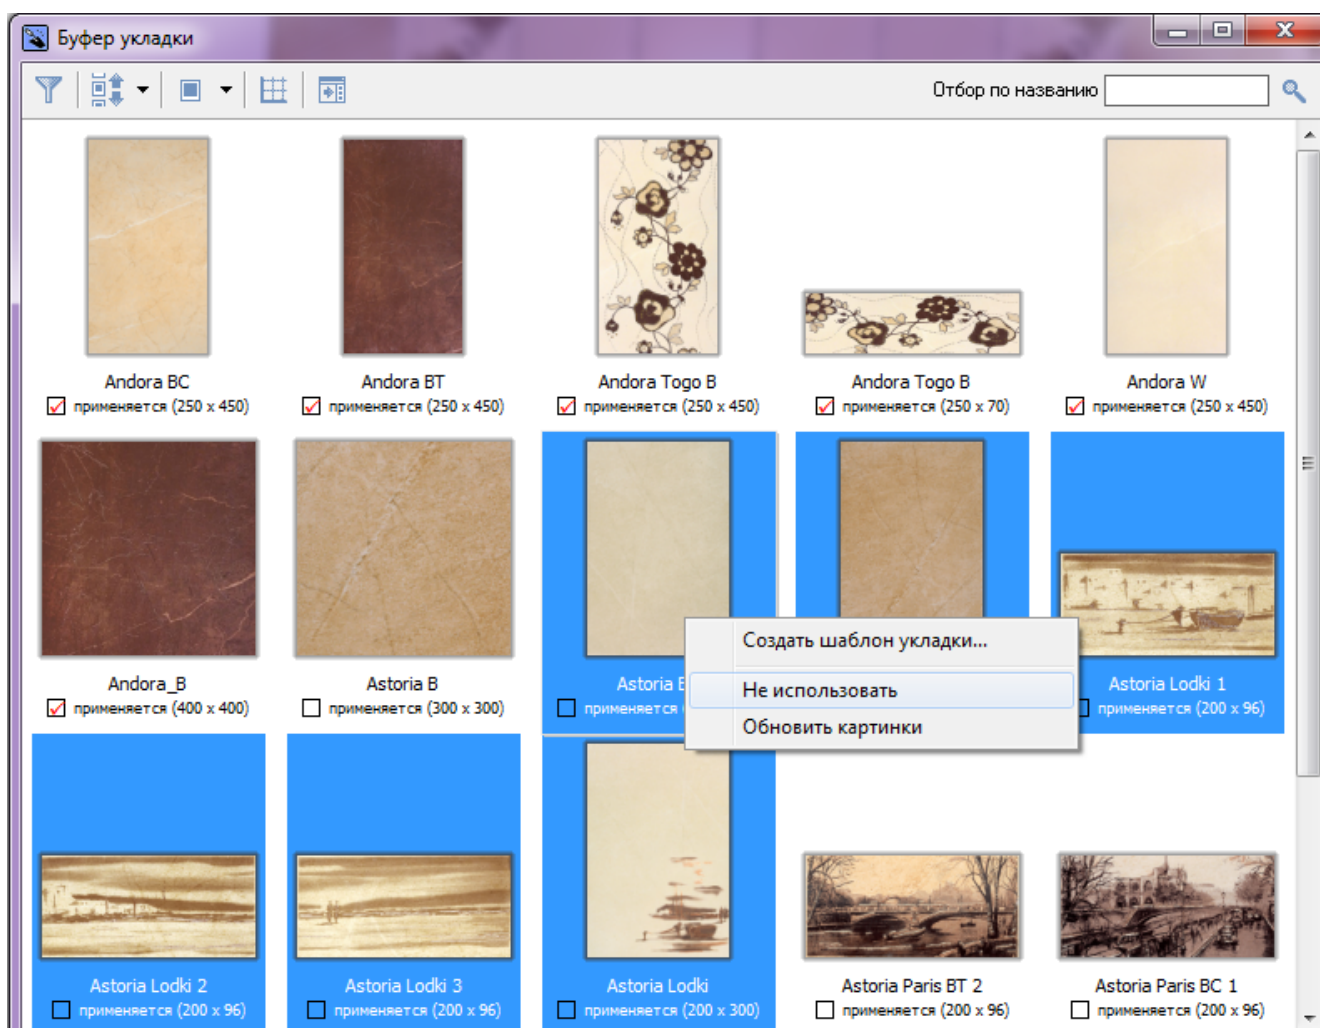 Буфер укладки
Отбор по названию
Andora BC
Andora BT
Andora Togo B
Andora Togo B
Andora W
применяется (250 x 450)
применяется (250 x 450)
применяется (250 x 450)
применяется (250 x 70)
применяется (250 x 450)
Andora_B
Astoria B
Astoria
Astoria Lodki 1
применяется (400 x 400)
применяется (300 x 300)
применяется
применяется (200 x 96)
Создать шаблон укладки...
Не использовать
Обновить картинки
Astoria Lodki 2
Astoria Lodki 3
Astoria Lodki
Astoria Paris BT 2
Astoria Paris BC 1
применяется (200 x 96)
применяется (200 x 96)
применяется (200 x 300)
применяется (200 x 96)
применяется (200 x 96)